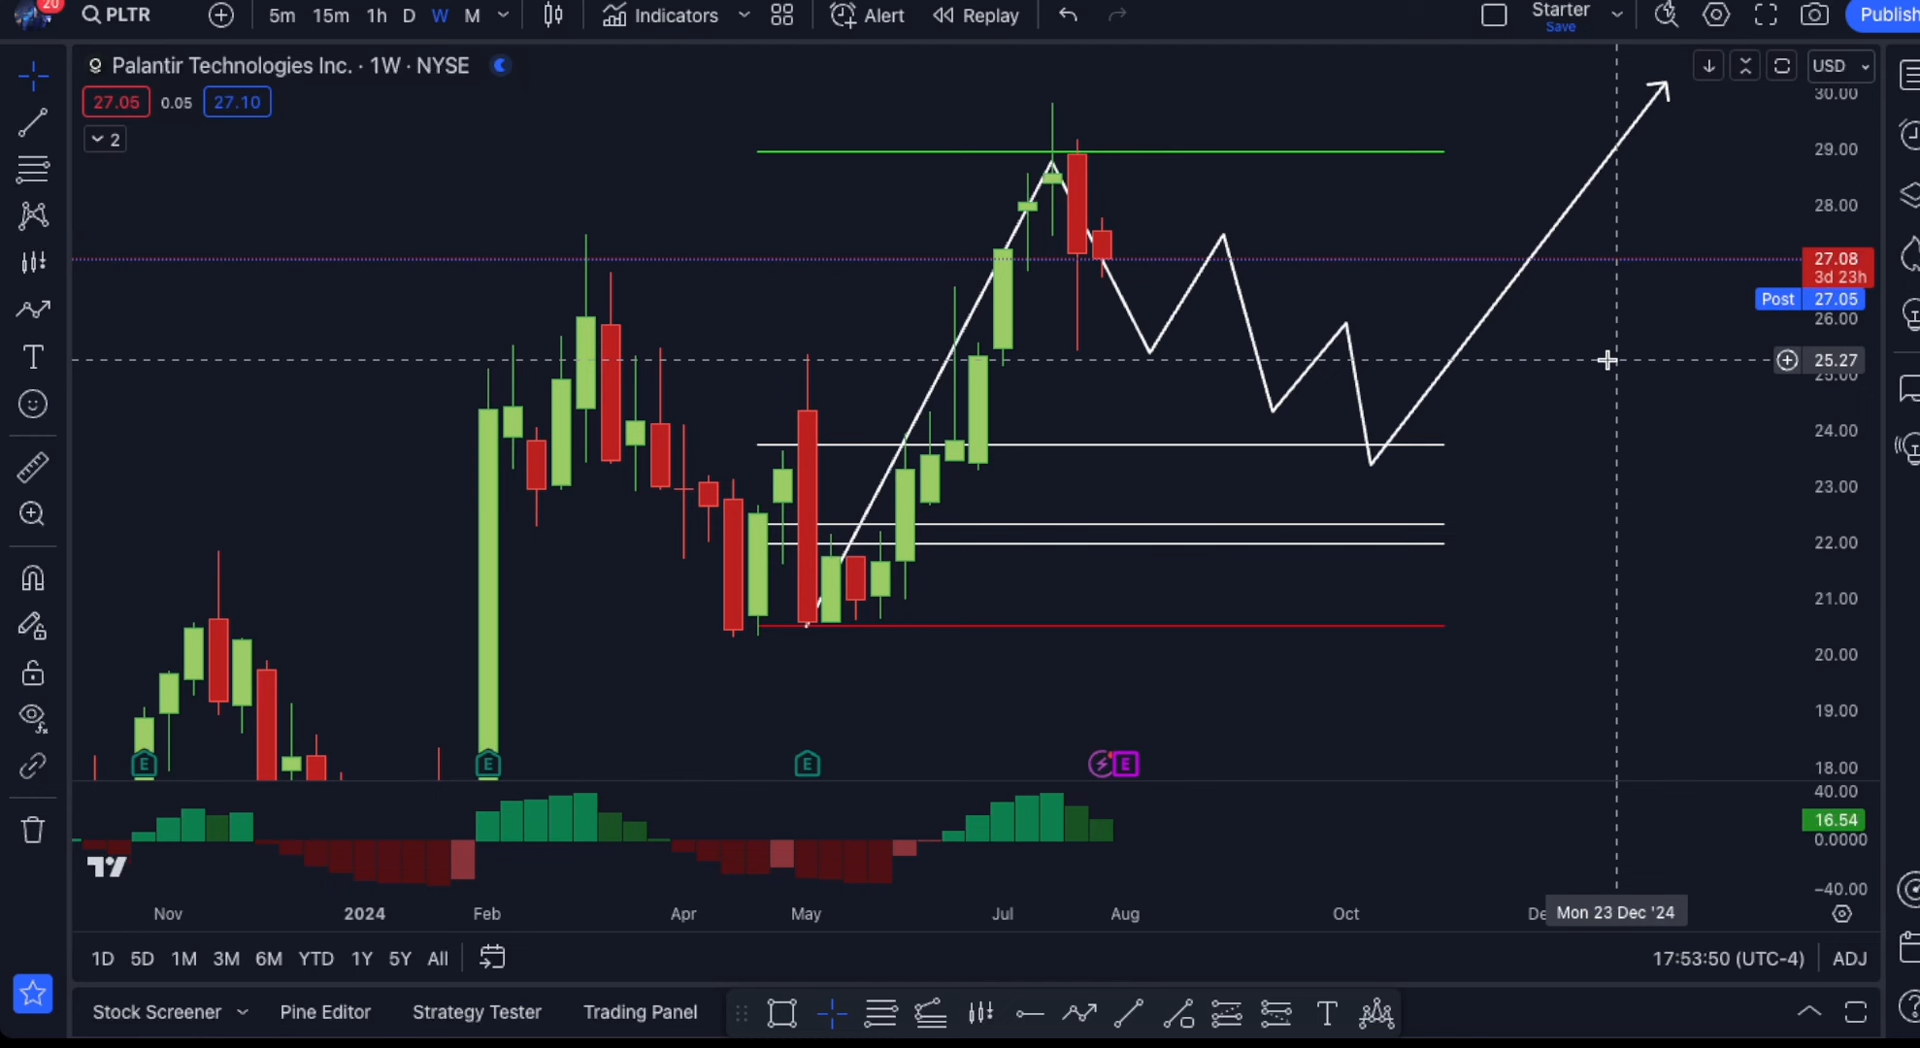 20
PLTR
5m 15m 1h D W M
Indicators
Alert
Replay
Starter
Save
Publish
Palantir Technologies Inc. · 1W · NYSE
27.05 0.05 27.10
2
USD
30.00
29.00
28.00
27.08
3d 23h
Post 27.05
26.00
25.27
25.00
24.00
23.00
22.00
21.00
20.00
19.00
18.00
E E E E
40.00
16.54
0.0000
−40.00
Nov 2024 Feb Apr May Jul Aug Oct De Mon 23 Dec '24
1D 5D 1M 3M 6M YTD 1Y 5Y All
17:53:50 (UTC-4) ADJ
Stock Screener Pine Editor Strategy Tester Trading Panel